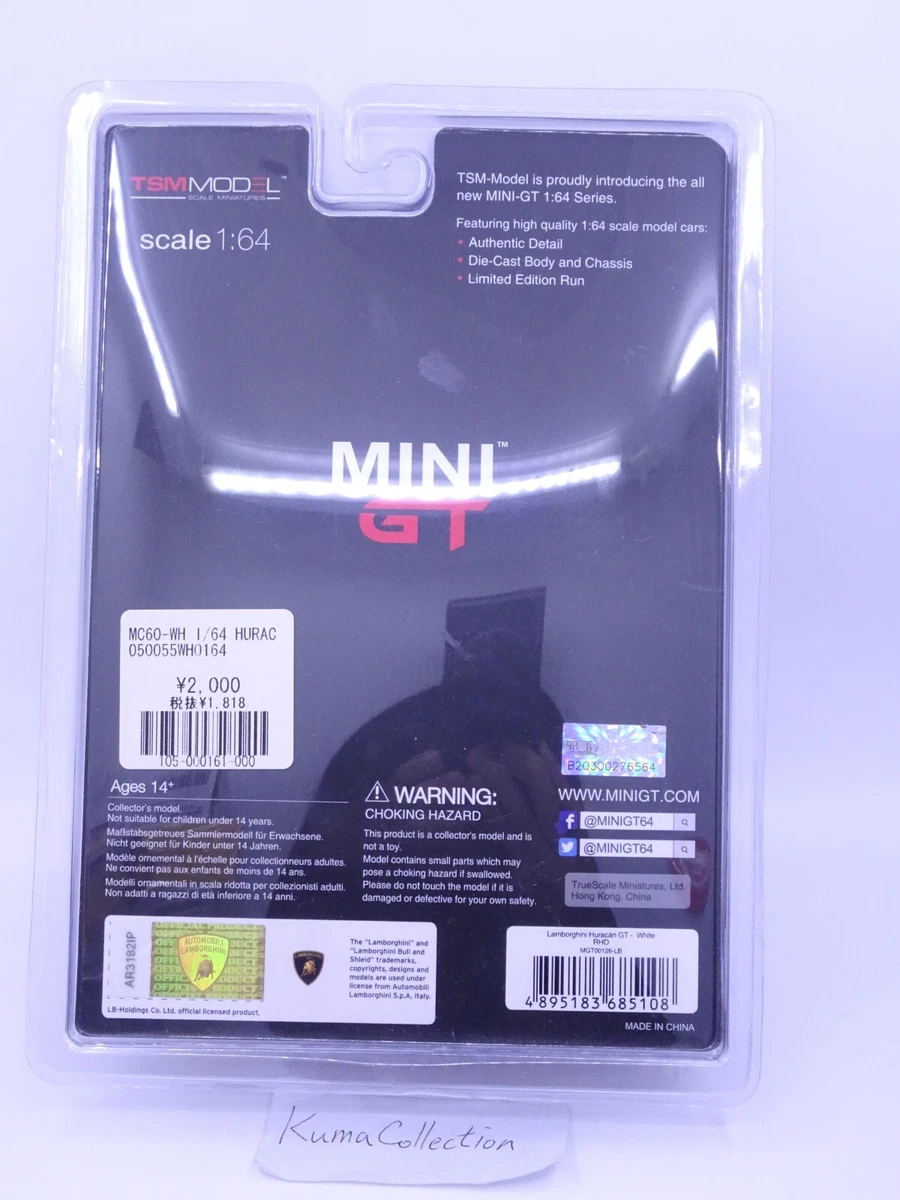 TSMMODEL™
SCALE MINIATURES
scale 1:64
TSM-Model is proudly introducing the all
new MINI-GT 1:64 Series.
Featuring high quality 1:64 scale model cars:
• Authentic Detail
• Die-Cast Body and Chassis
• Limited Edition Run
MINI™
GT
MC60-WH 1/64 HURAC
050055WH0164
¥2,000
税抜¥1,818
105-000161-000
B20300276564
Ages 14+
Collector's model.
Not suitable for children under 14 years.
Maßstabsgetreues Sammlermodell für Erwachsene.
Nicht geeignet für Kinder unter 14 Jahren.
Modèle ornemental à l'échelle pour collectionneurs adultes.
Ne convient pas aux enfants de moins de 14 ans.
Modelli ornamentali in scala ridotta per collezionisti adulti.
Non adatti a ragazzi di età inferiore a 14 anni.
WARNING:
CHOKING HAZARD
This product is a collector's model and is
not a toy.
Model contains small parts which may
pose a choking hazard if swallowed.
Please do not touch the model if it is
damaged or defective for your own safety.
WWW.MINIGT.COM
@MINIGT64
@MINIGT64
TrueScale Miniatures, Ltd.
Hong Kong, China
AR3182IP
AUTOMOBILI
LAMBORGHINI
LB-Holdings Co. Ltd. official licensed product.
The "Lamborghini" and
"Lamborghini Bull and
Shield" trademarks,
copyrights, designs and
models are used under
license from Automobili
Lamborghini S.p.A, Italy.
Lamborghini Huracán GT - White
RHD
MGT00126-LB
4 895183 685108
MADE IN CHINA
KumaCollection